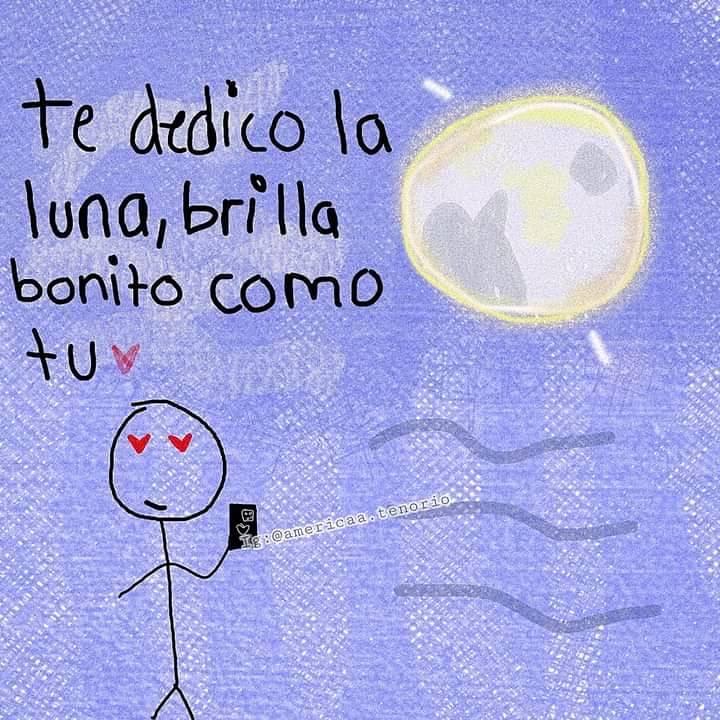 te dedico la
luna, brilla
bonito como
tu
Ig:@americaa.tenorio